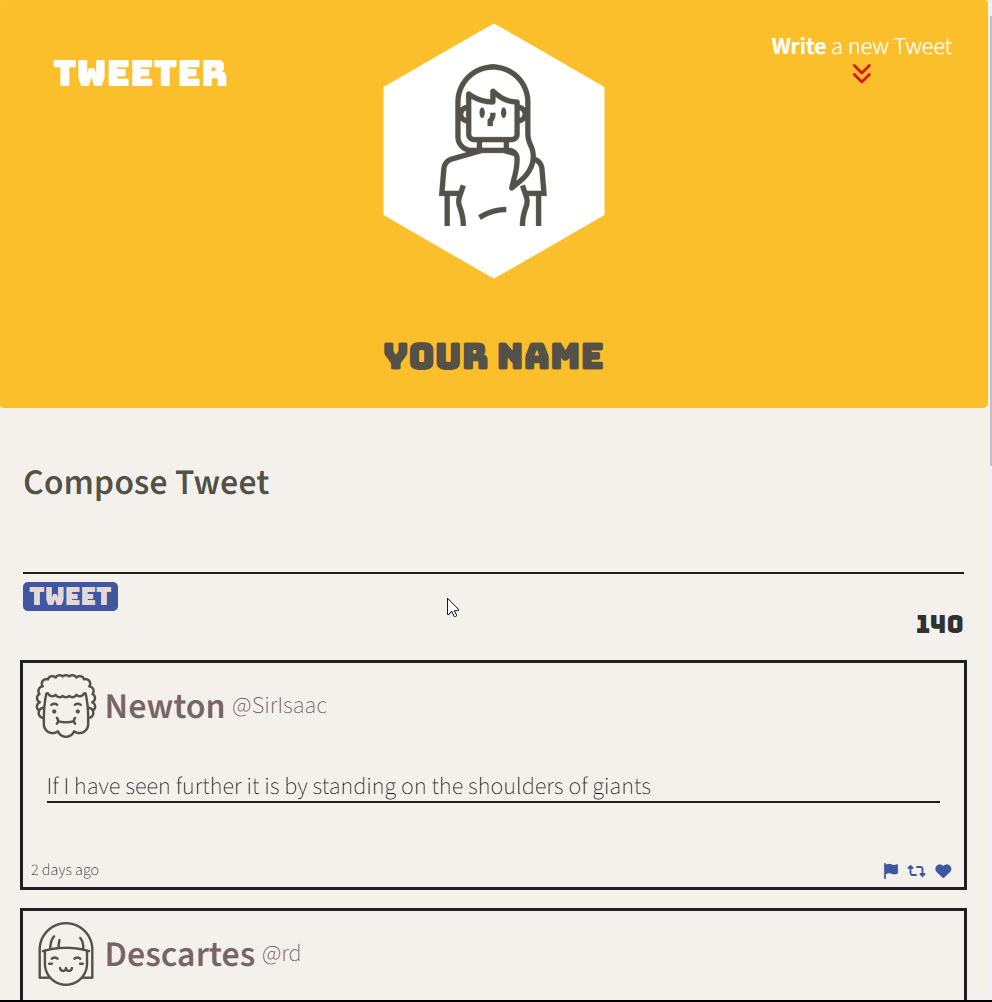 TWEETER
Write a new Tweet
YOUR NAME
Compose Tweet
TWEET
140
Newton @SirIsaac
If I have seen further it is by standing on the shoulders of giants
2 days ago
Descartes @rd